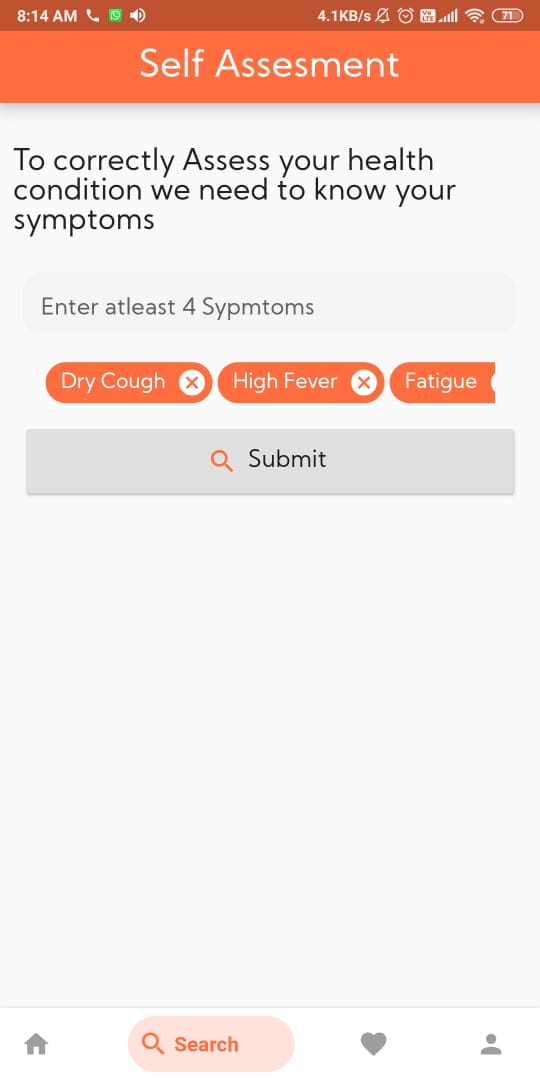 8:14 AM 4.1KB/s 71
Self Assesment
To correctly Assess your health
condition we need to know your
symptoms
Enter atleast 4 Sypmtoms
Dry Cough High Fever Fatigue
Submit
Search